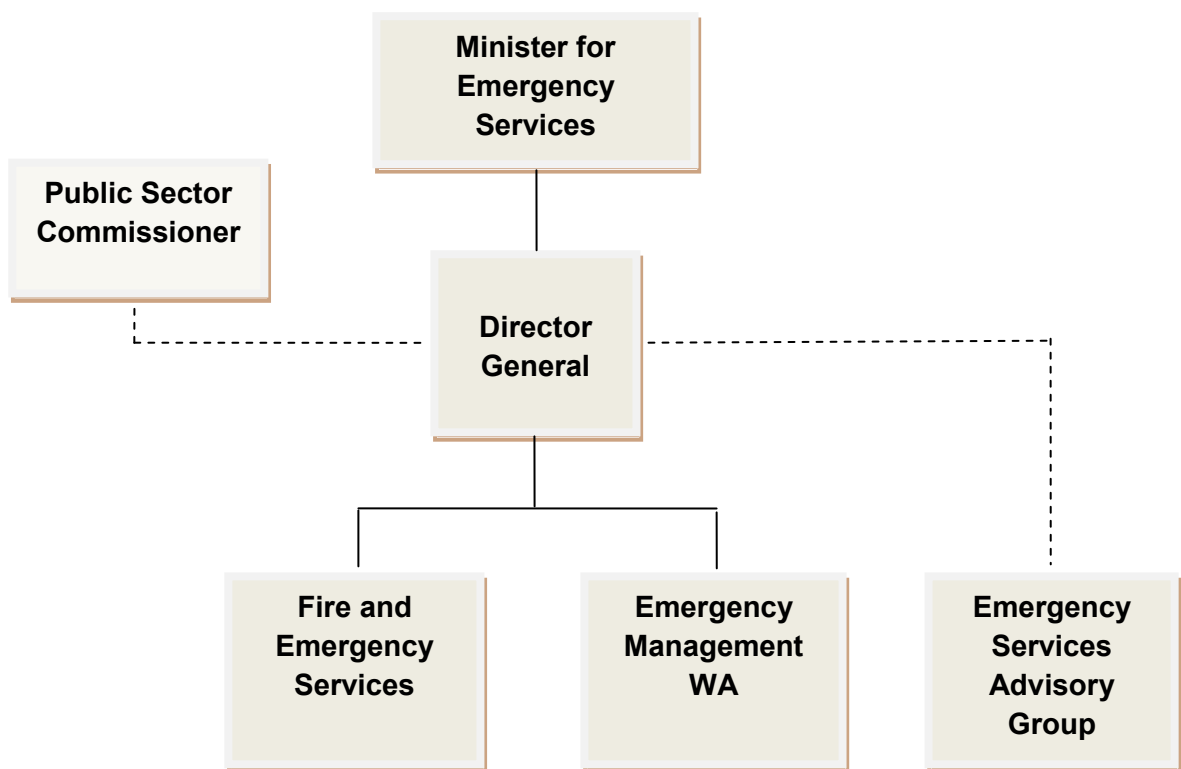 Minister for
Emergency
Services
Public Sector
Commissioner
Director
General
Fire and
Emergency
Services
Emergency
Management
WA
Emergency
Services
Advisory
Group